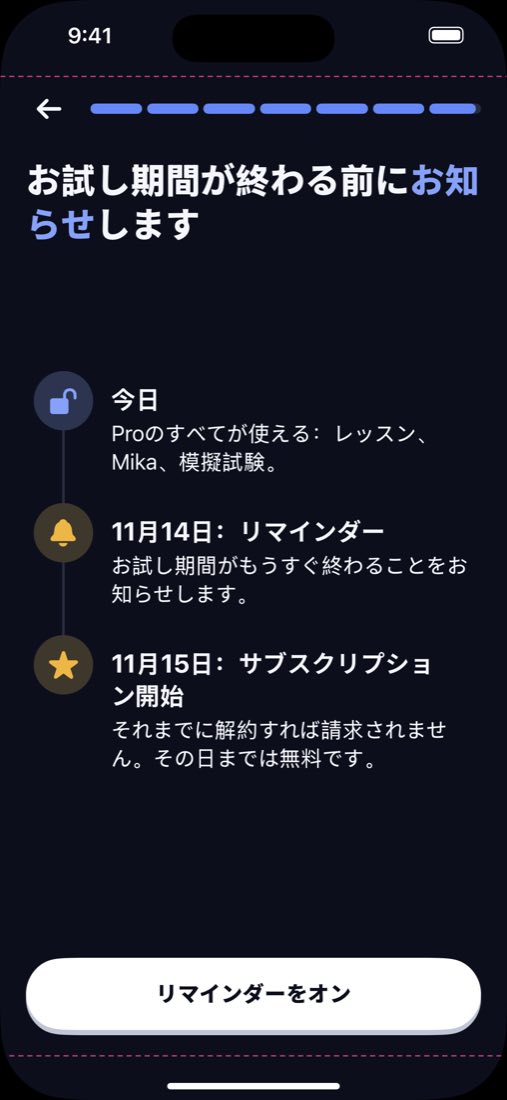 9:41
お試し期間が終わる前にお知
らせします
今日
Proのすべてが使える：レッスン、
Mika、模擬試験。
11月14日：リマインダー
お試し期間がもうすぐ終わることをお
知らせします。
11月15日：サブスクリプショ
ン開始
それまでに解約すれば請求されませ
ん。その日までは無料です。
リマインダーをオン